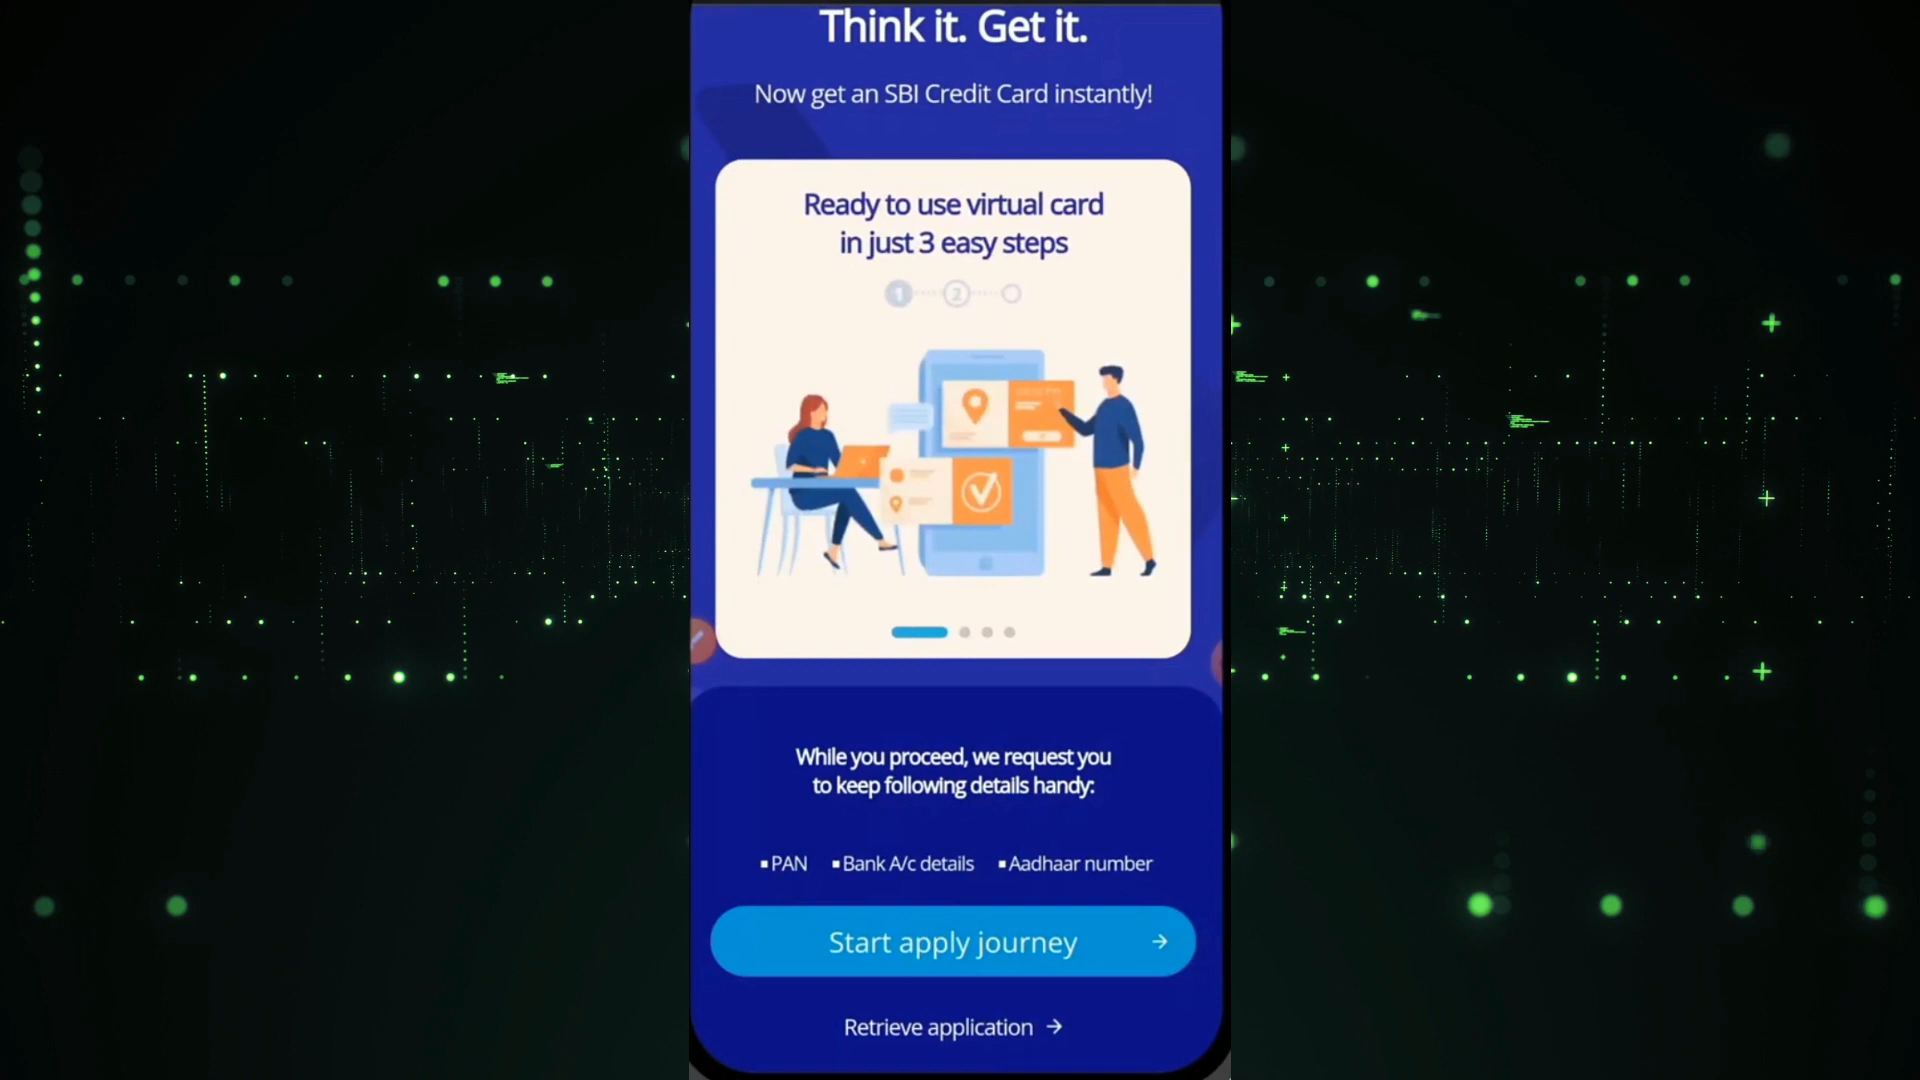 Think it. Get it.
Now get an SBI Credit Card instantly!
Ready to use virtual card
in just 3 easy steps
1 2
While you proceed, we request you
to keep following details handy:
▪PAN ▪Bank A/c details ▪Aadhaar number
Start apply journey →
Retrieve application →